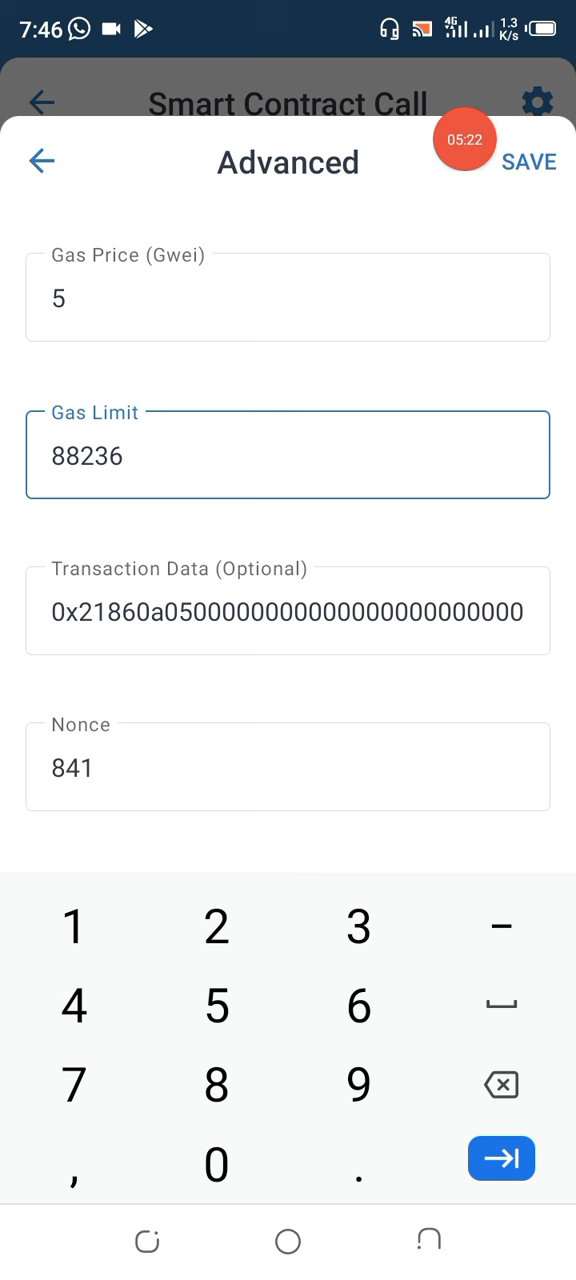 7:46
4G
1.3
K/s
Smart Contract Call
05:22
Advanced
SAVE
Gas Price (Gwei)
5
Gas Limit
88236
Transaction Data (Optional)
0x21860a0500000000000000000000000
Nonce
841
1 2 3 -
4 5 6
7 8 9
, 0 .